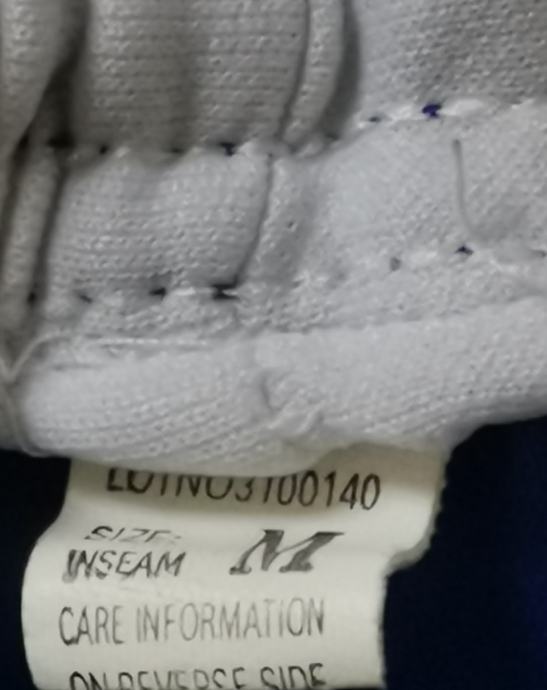 LOTNO3100140
SIZE:
INSEAM M
CARE INFORMATION
ON REVERSE SIDE